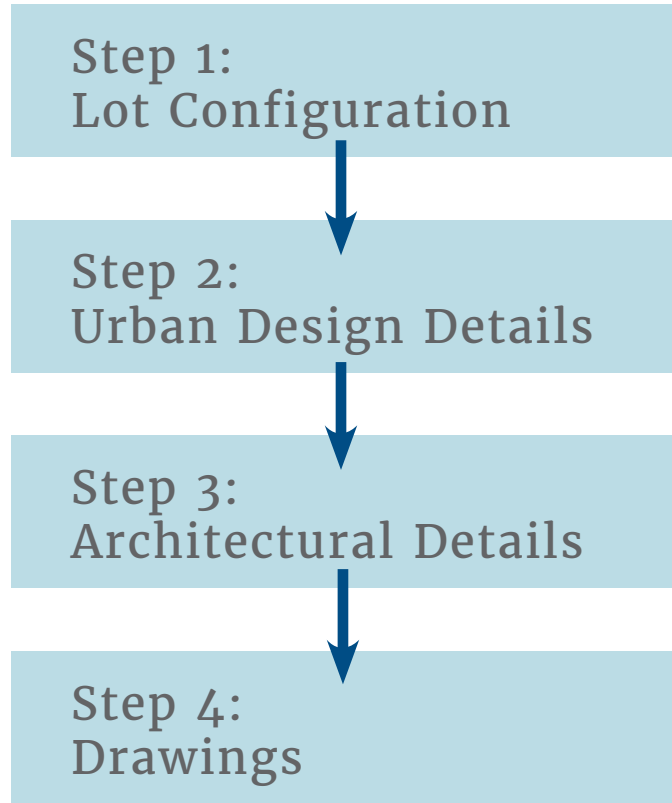 Step 1:
Lot Configuration
Step 2:
Urban Design Details
Step 3:
Architectural Details
Step 4:
Drawings